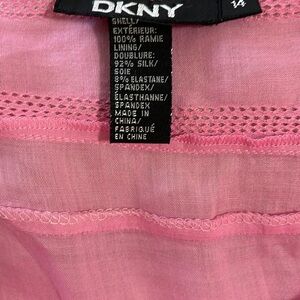 DKNY
14
SHELL/
EXTÉRIEUR:
100% RAMIE
LINING/
DOUBLURE:
92% SILK/
SOIE
8% ELASTANE/
SPANDEX/
ÉLASTHANNE/
SPANDEX
MADE IN
CHINA/
FABRIQUÉ
EN CHINE